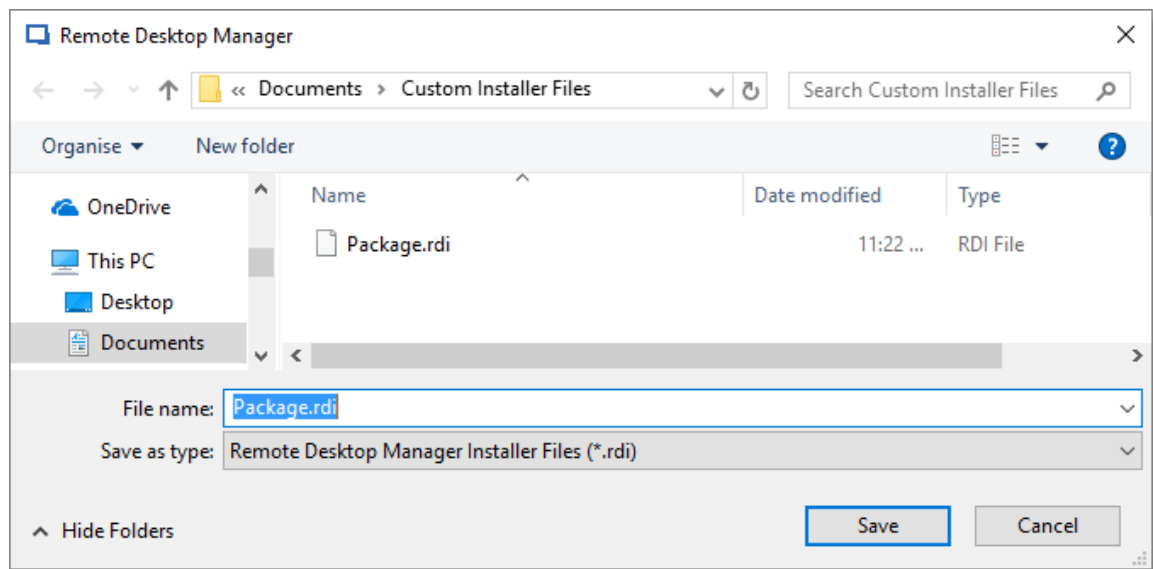 Remote Desktop Manager
« Documents > Custom Installer Files
Search Custom Installer Files
Organise
New folder
?
Name
Date modified
Type
OneDrive
This PC
Desktop
Documents
Package.rdi
11:22 ...
RDI File
File name: Package.rdi
Save as type: Remote Desktop Manager Installer Files (*.rdi)
Hide Folders
Save
Cancel